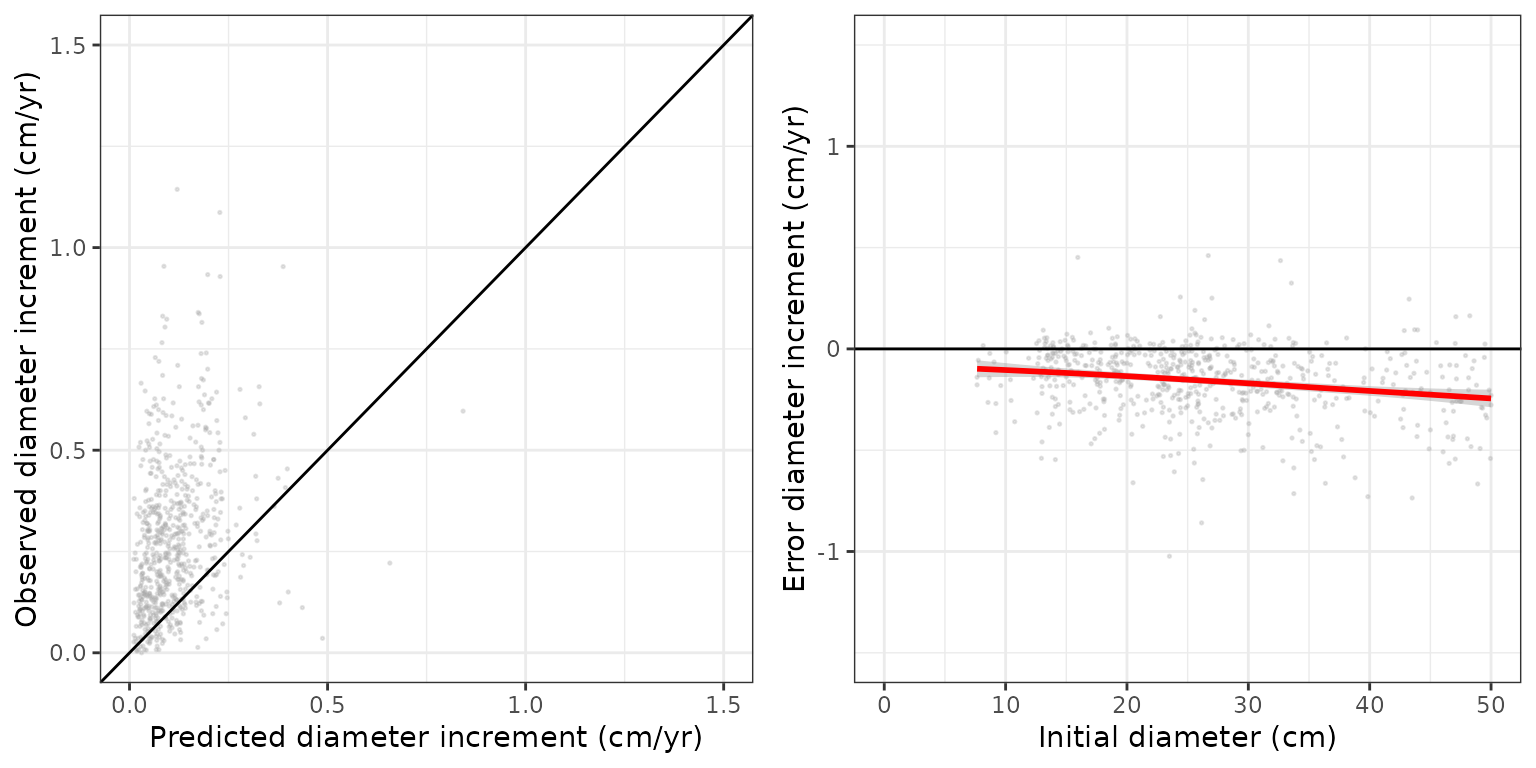 Observed diameter increment (cm/yr)
1.5
1.0
0.5
0.0
0.0 0.5 1.0 1.5
Predicted diameter increment (cm/yr)
Error diameter increment (cm/yr)
1
0
-1
0 10 20 30 40 50
Initial diameter (cm)